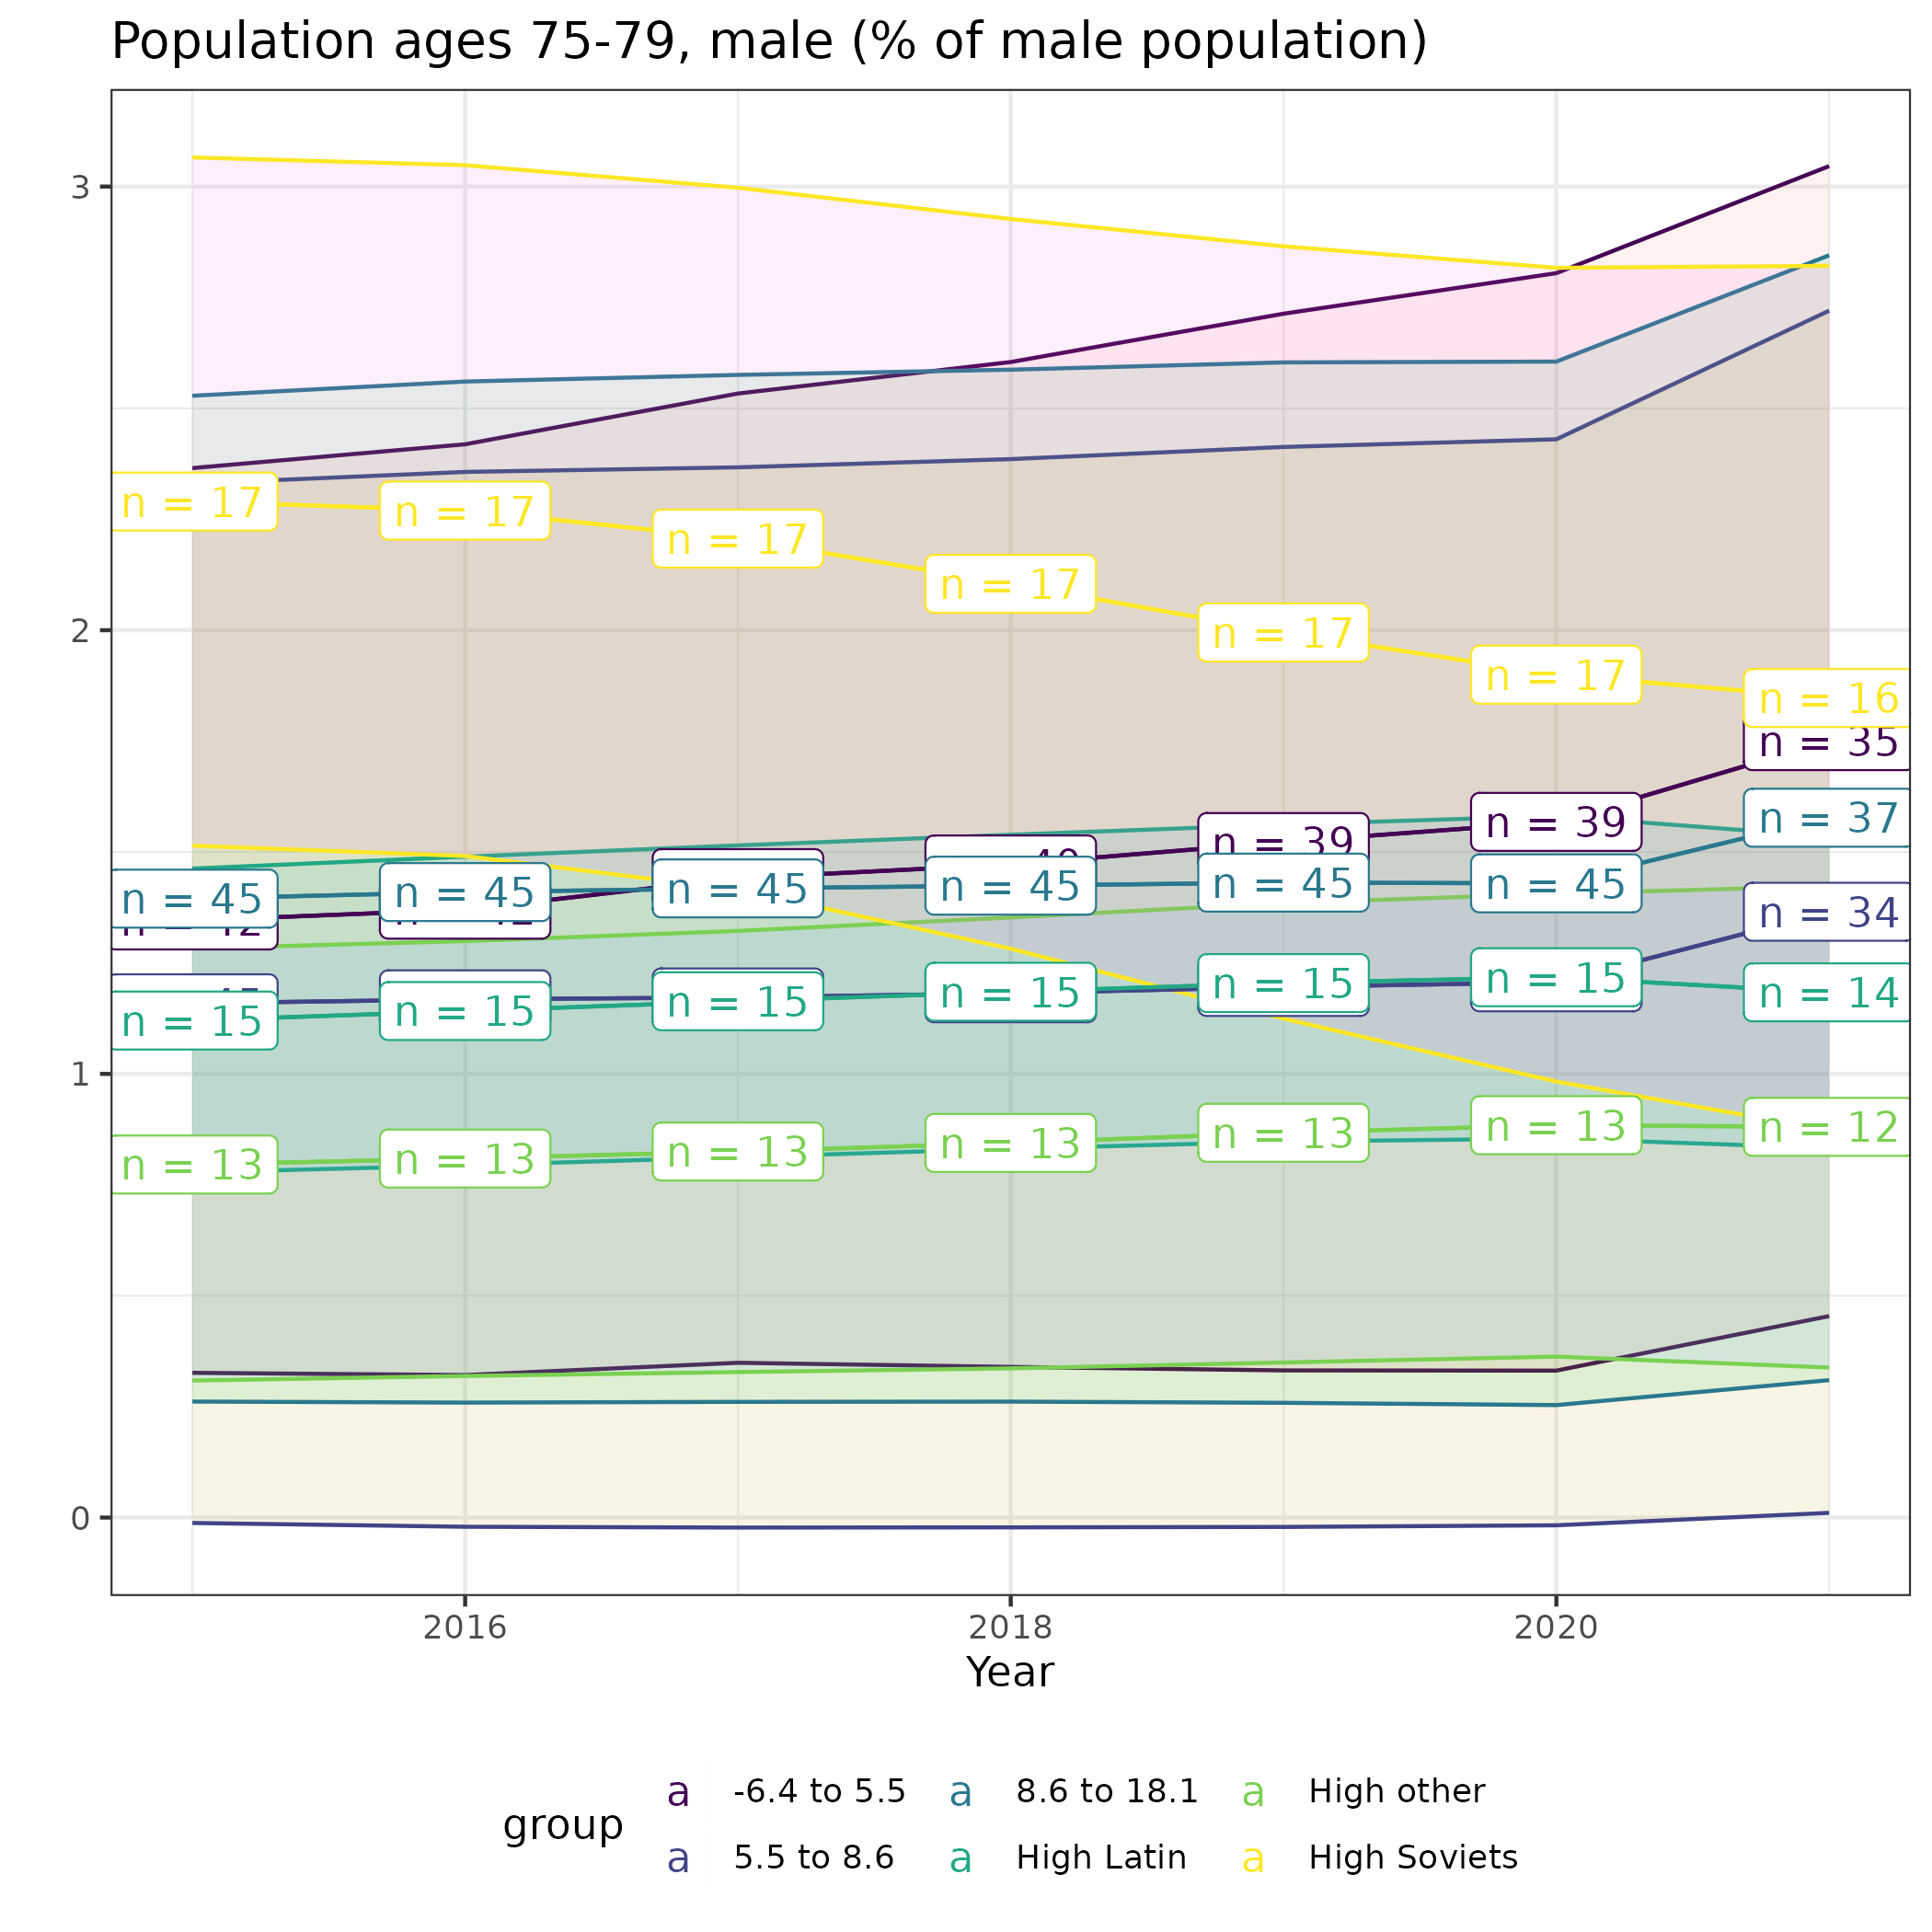 Population ages 75-79, male (% of male population)
3
2
1
0
n = 17
n = 17
n = 17
n = 17
n = 17
n = 17
n = 16
n = 35
n = 39
n = 39
n = 37
n = 45
n = 45
n = 45
n = 45
n = 45
n = 45
n = 34
n = 15
n = 15
n = 15
n = 15
n = 15
n = 15
n = 14
n = 13
n = 13
n = 13
n = 13
n = 13
n = 13
n = 12
2016 2018 2020
Year
group
a -6.4 to 5.5 a 8.6 to 18.1 a High other
a 5.5 to 8.6 a High Latin a High Soviets